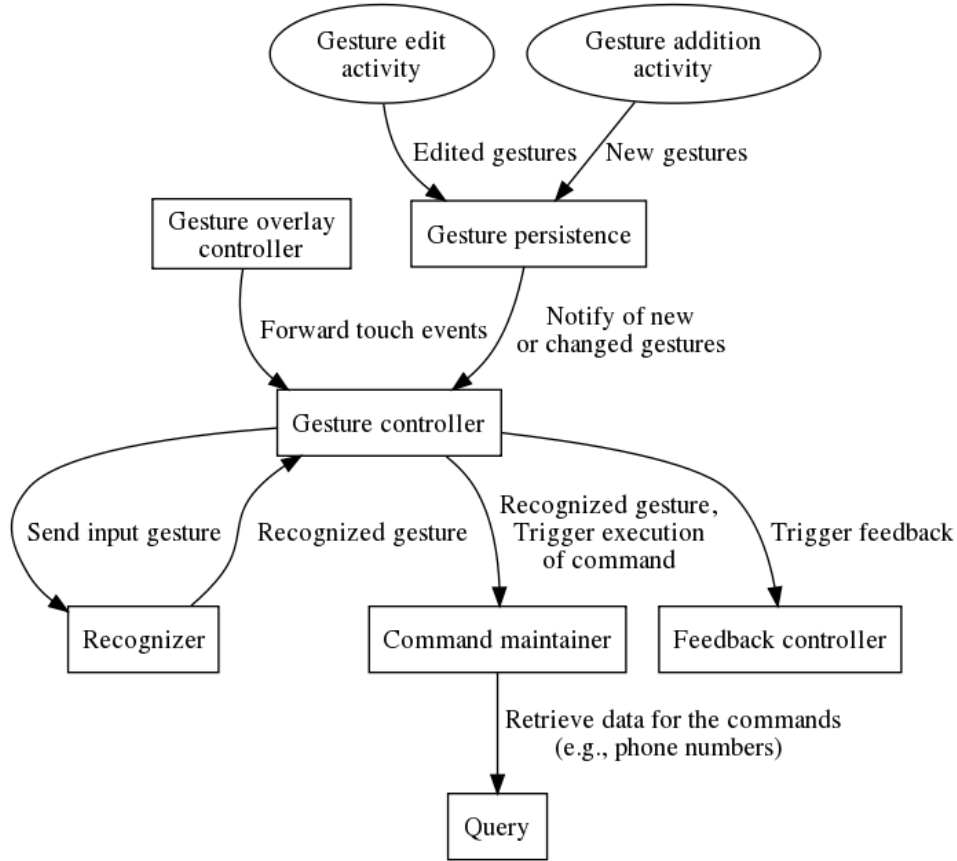 Gesture edit
activity
Gesture addition
activity
Edited gestures
New gestures
Gesture overlay
controller
Gesture persistence
Forward touch events
Notify of new
or changed gestures
Gesture controller
Send input gesture
Recognized gesture
Recognized gesture,
Trigger execution
of command
Trigger feedback
Recognizer
Command maintainer
Feedback controller
Retrieve data for the commands
(e.g., phone numbers)
Query